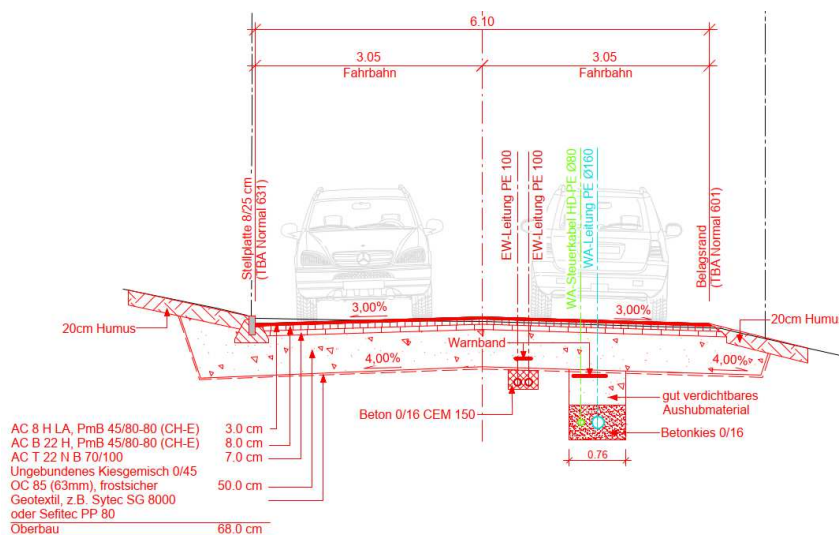 6.10
3.05
3.05
Fahrbahn
Fahrbahn
Stellplatte 8/25 cm
(TBA Normal 631)
EW-Leitung PE 100
EW-Leitung PE 100
WA-Steuerkabel HD-PE Ø80
WA-Leitung PE Ø160
Belagsrand
(TBA Normal 601)
3,00%
3,00%
20cm Humus
20cm Humus
4,00%
Warnband
4,00%
Beton 0/16 CEM 150
gut verdichtbares
Aushubmaterial
Betonkies 0/16
0.76
AC 8 H LA, PmB 45/80-80 (CH-E) 3.0 cm
AC B 22 H, PmB 45/80-80 (CH-E) 8.0 cm
AC T 22 N B 70/100 7.0 cm
Ungebundenes Kiesgemisch 0/45
OC 85 (63mm), frostsicher 50.0 cm
Geotextil, z.B. Sytec SG 8000
oder Sefitec PP 80
Oberbau 68.0 cm